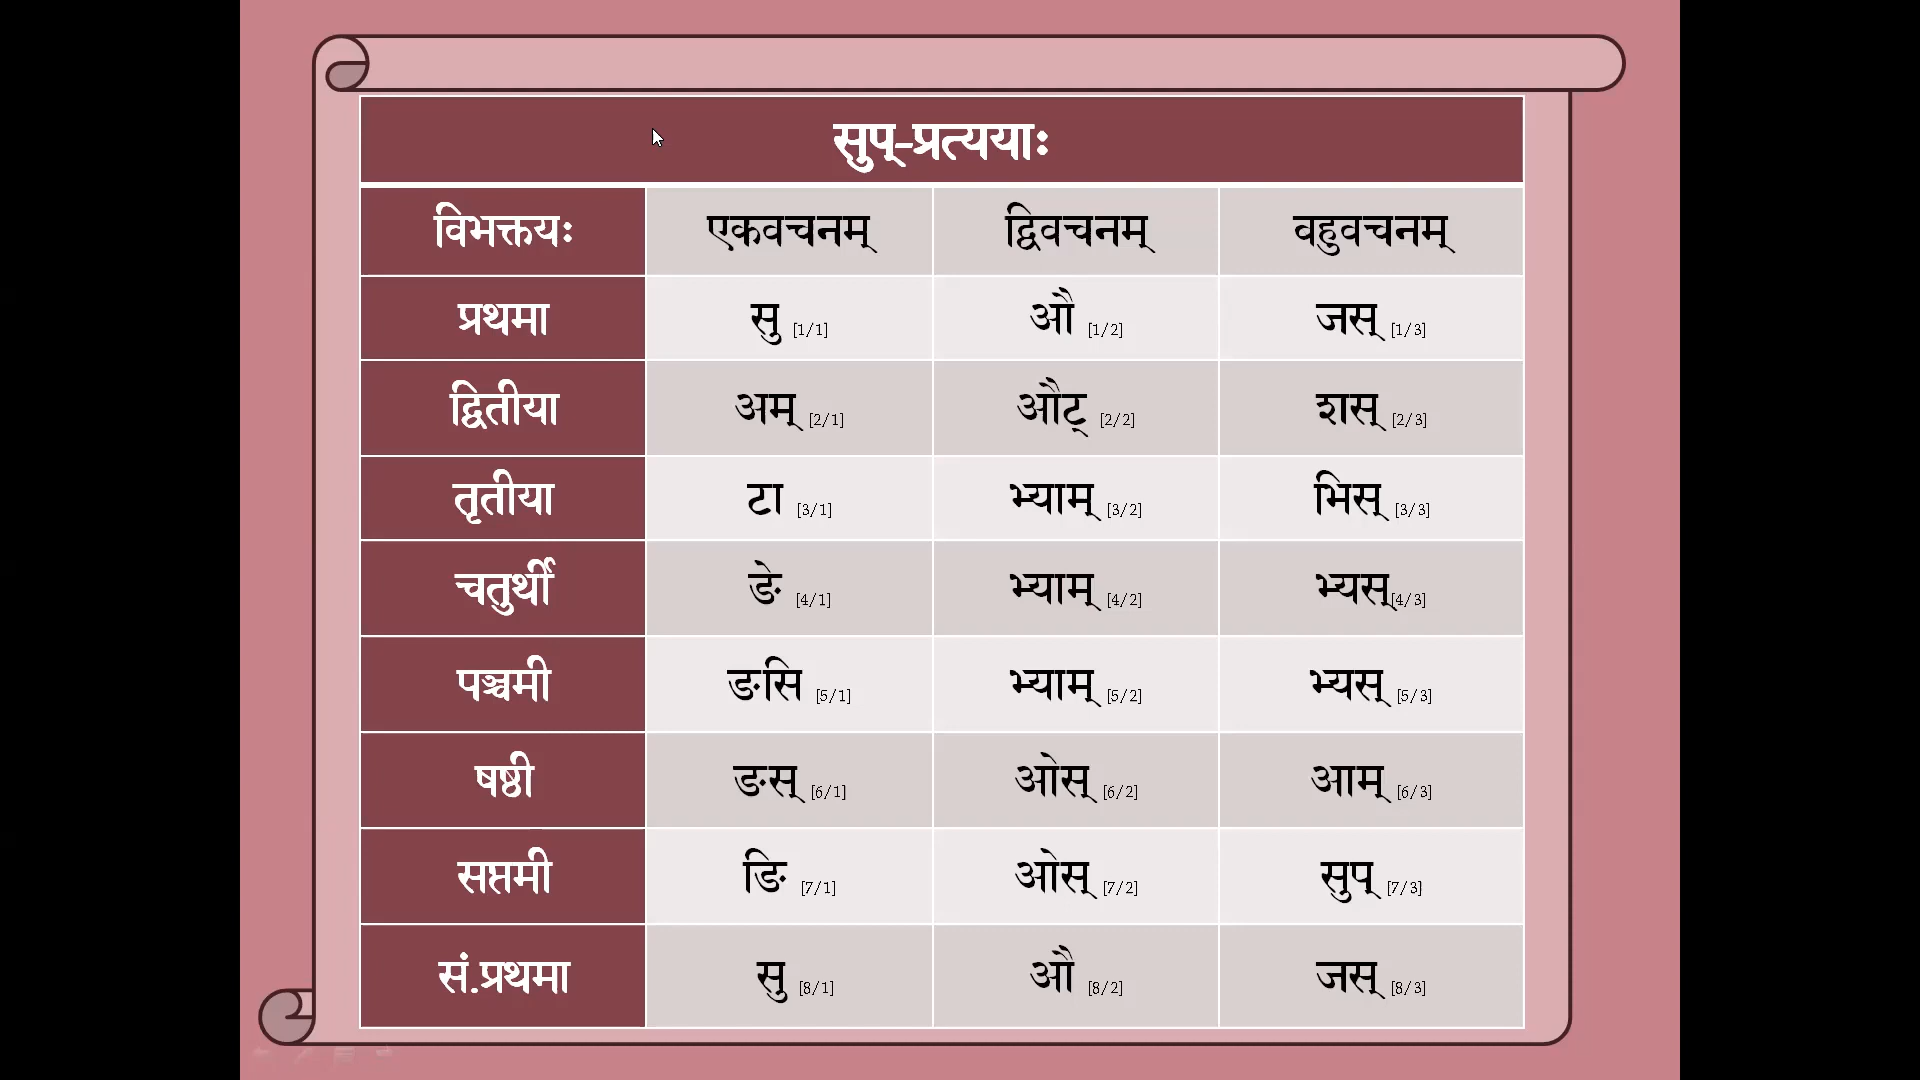 सुप्-प्रत्ययाः
विभक्तयः एकवचनम् द्विवचनम् वहुवचनम्
प्रथमा सु [1/1] औ [1/2] जस् [1/3]
द्वितीया अम् [2/1] औट् [2/2] शस् [2/3]
तृतीया टा [3/1] भ्याम् [3/2] भिस् [3/3]
चतुर्थी ङे [4/1] भ्याम् [4/2] भ्यस्[4/3]
पञ्चमी ङसि [5/1] भ्याम् [5/2] भ्यस् [5/3]
षष्ठी ङस् [6/1] ओस् [6/2] आम् [6/3]
सप्तमी ङि [7/1] ओस् [7/2] सुप् [7/3]
सं.प्रथमा सु [8/1] औ [8/2] जस् [8/3]